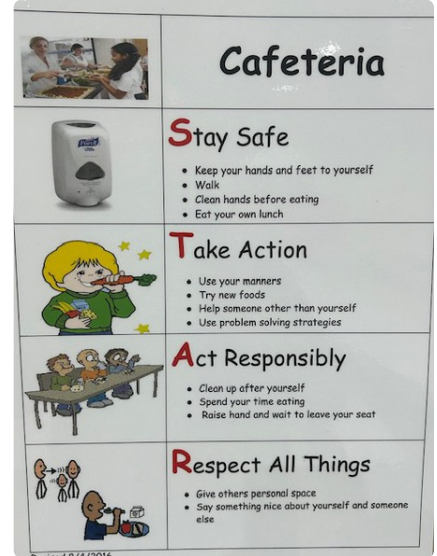 Cafeteria
PURELL
Stay Safe
• Keep your hands and feet to yourself
• Walk
• Clean hands before eating
• Eat your own lunch
Take Action
• Use your manners
• Try new foods
• Help someone other than yourself
• Use problem solving strategies
Act Responsibly
• Clean up after yourself
• Spend your time eating
• Raise hand and wait to leave your seat
Respect All Things
• Give others personal space
• Say something nice about yourself and someone
else